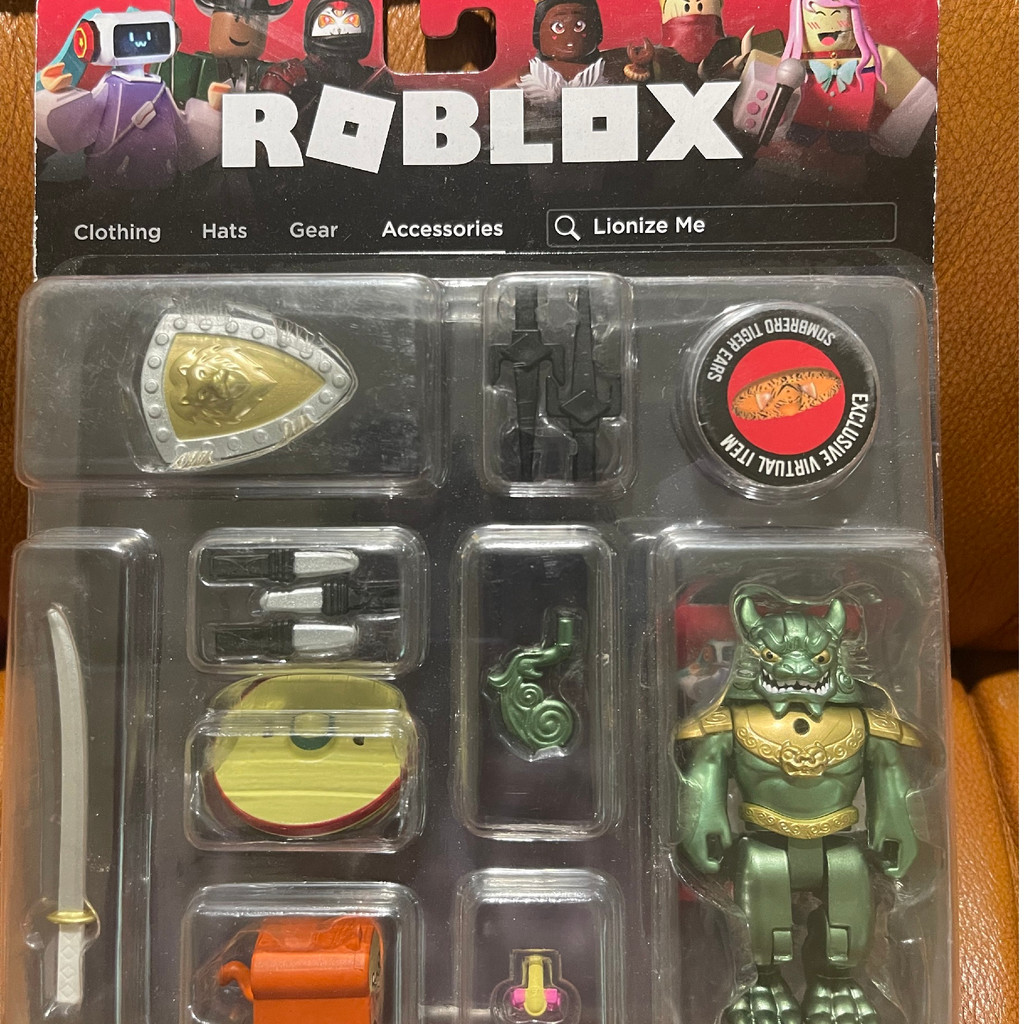 ROBLOX
Clothing Hats Gear Accessories Lionize Me
SOMBRERO TIGER EARS
EXCLUSIVE VIRTUAL ITEM